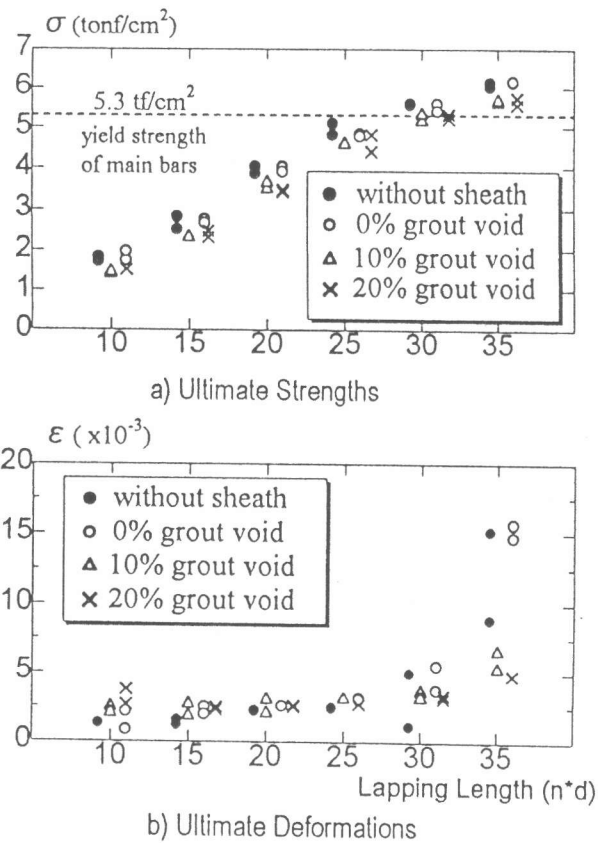 σ (tonf/cm²)
7
6
5
4
3
2
1
0
5.3 tf/cm²
yield strength
of main bars
without sheath
0% grout void
10% grout void
20% grout void
10 15 20 25 30 35
a) Ultimate Strengths
ε (x10⁻³)
20
15
10
5
0
without sheath
0% grout void
10% grout void
20% grout void
10 15 20 25 30 35
Lapping Length (n*d)
b) Ultimate Deformations